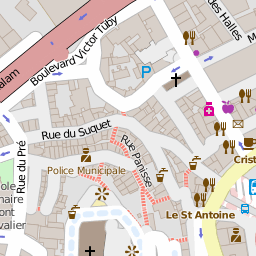 Boulevard Victor Tuby
des Halles
alam
Rue du Suquet
Rue Panisse
Rue du Pré
Police Municipale
Crist
ole
naire
ont
valier
Le St Antoine
P